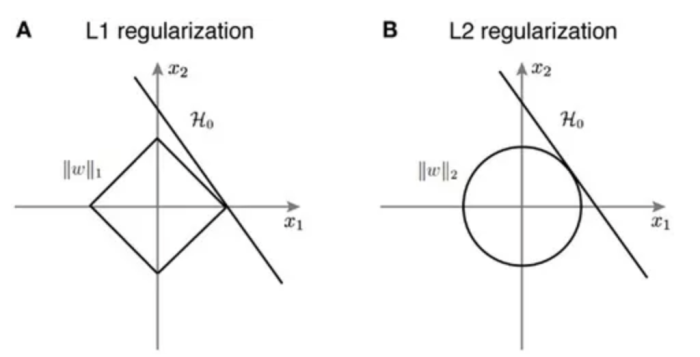 A L1 regularization
x₂
ℋ₀
‖w‖₁
x₁
B L2 regularization
x₂
ℋ₀
‖w‖₂
x₁